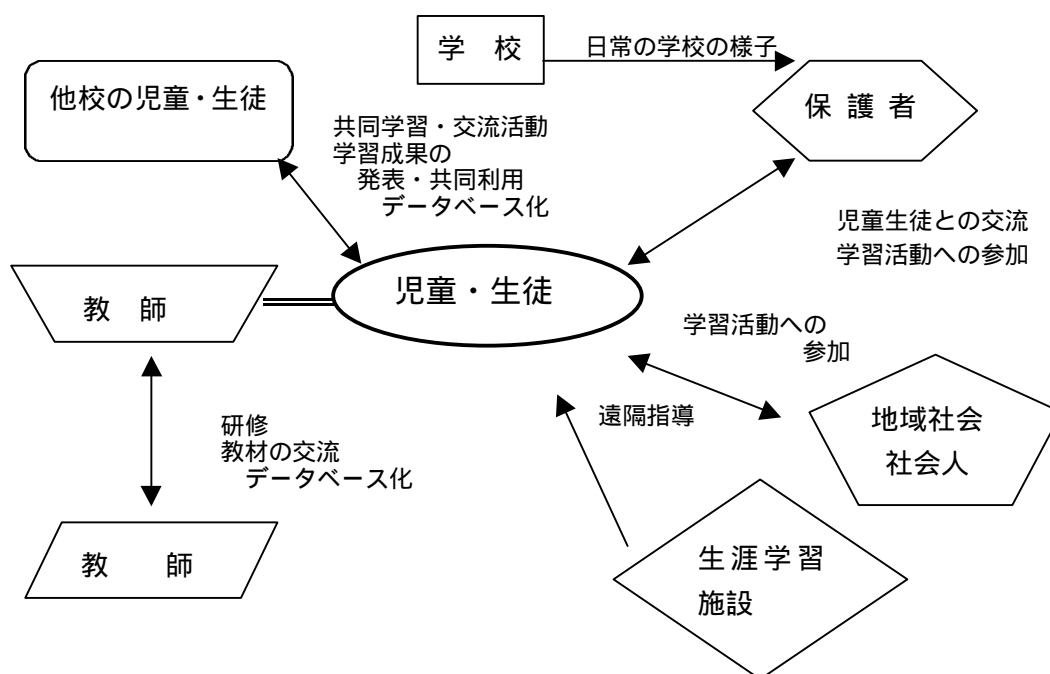 学　校
日常の学校の様子
他校の児童・生徒
保 護 者
共同学習・交流活動
学習成果の
発表・共同利用
データベース化
児童生徒との交流
学習活動への参加
児童・生徒
教　師
学習活動への
参加
遠隔指導
地域社会
社会人
研修
教材の交流
データベース化
生涯学習
施設
教　　師